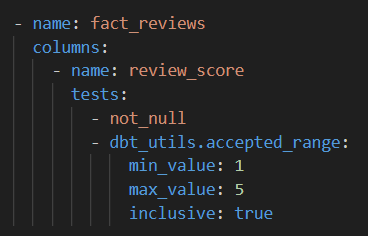 - name: fact_reviews
  columns:
    - name: review_score
      tests:
        - not_null
        - dbt_utils.accepted_range:
            min_value: 1
            max_value: 5
            inclusive: true